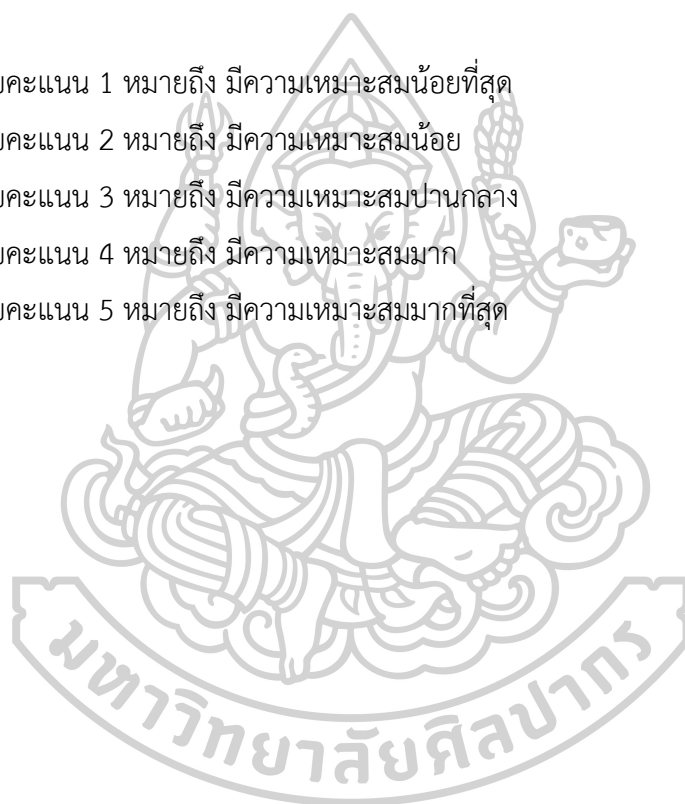 คะแนน 1 หมายถึง มีความเหมาะสมน้อยที่สุด
คะแนน 2 หมายถึง มีความเหมาะสมน้อย
คะแนน 3 หมายถึง มีความเหมาะสมปานกลาง
คะแนน 4 หมายถึง มีความเหมาะสมมาก
คะแนน 5 หมายถึง มีความเหมาะสมมากที่สุด
มหาวิทยาลัยศิลปากร